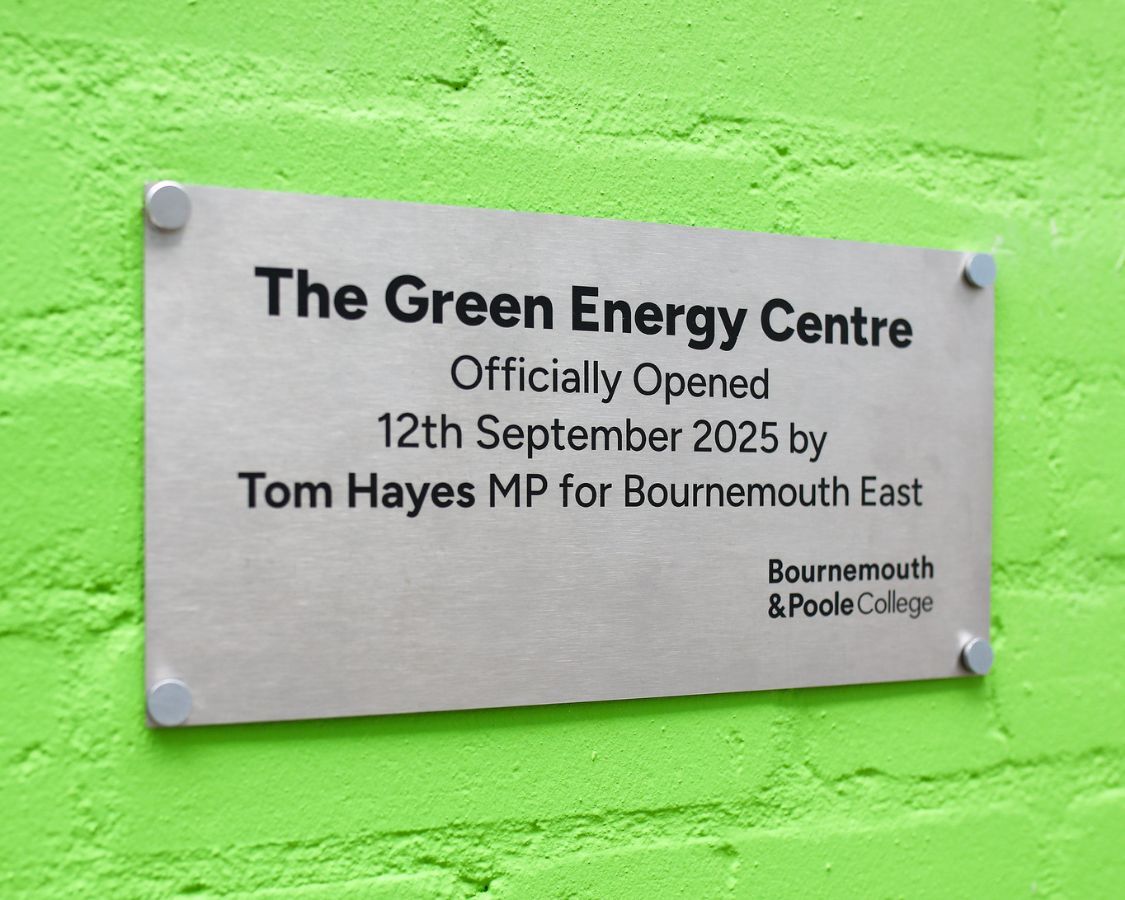 The Green Energy Centre
Officially Opened
12th September 2025 by
Tom Hayes MP for Bournemouth East
Bournemouth
&Poole College